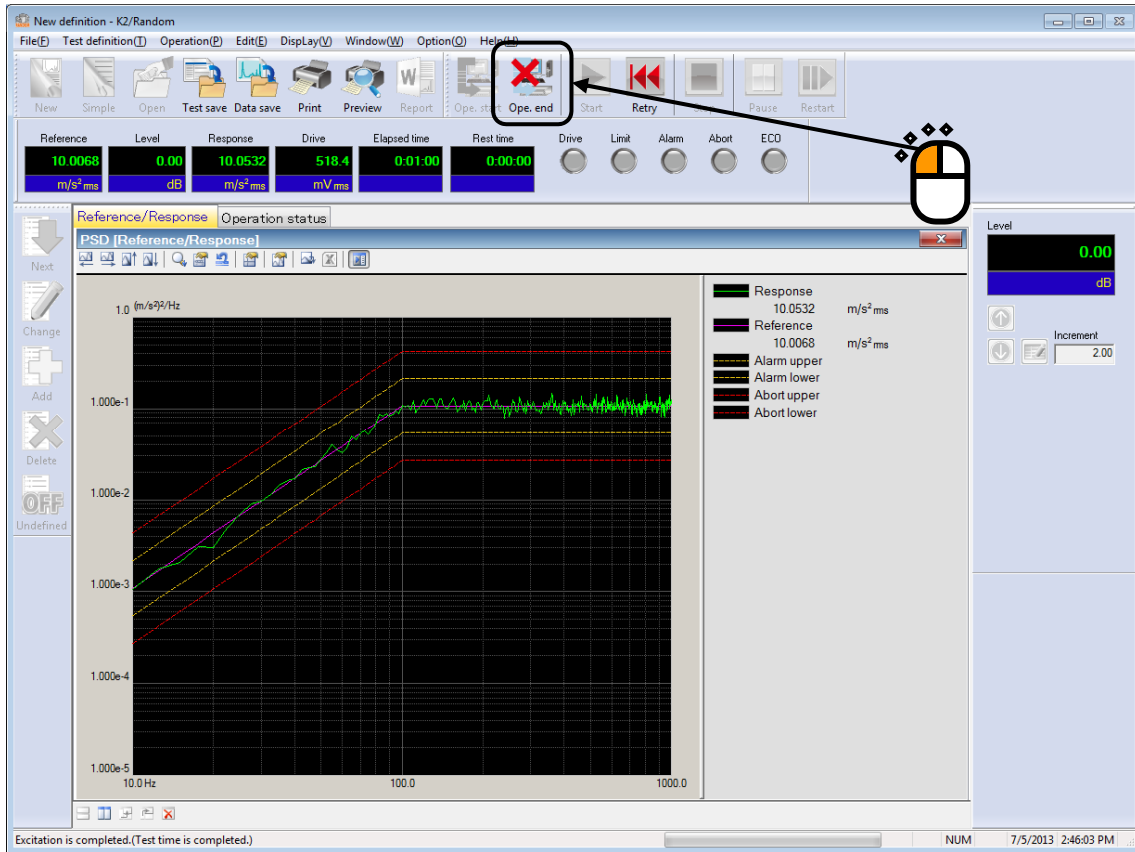 New definition - K2/Random
File(F) Test definition(T) Operation(P) Edit(E) DispLay(V) Window(W) Option(O) Help(H)
New Simple Open Test save Data save Print Preview Report Ope. start Ope. end Start Retry Pause Restart
Reference Level Response Drive Elapsed time Rest time Drive Limit Alarm Abort ECO
10.0068 0.00 10.0532 518.4 0:01:00 0:00:00
m/s² rms dB m/s² rms mV rms
Reference/Response Operation status
PSD [Reference/Response]
Next
Change
Add
Delete
OFF
Undefined
1.0 (m/s²)²/Hz
1.000e-1
1.000e-2
1.000e-3
1.000e-4
1.000e-5
10.0 Hz 100.0 1000.0
Response
10.0532 m/s² rms
Reference
10.0068 m/s² rms
Alarm upper
Alarm lower
Abort upper
Abort lower
Level
0.00
dB
Increment
2.00
Excitation is completed.(Test time is completed.) NUM 7/5/2013 2:46:03 PM